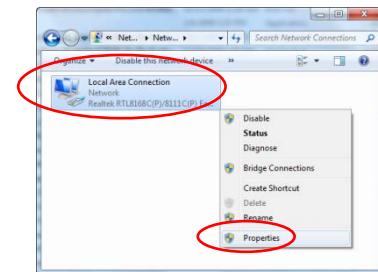 « Net... ▸ Netw... ▸
Search Network Connections
Organize ▾ Disable this network device »
Local Area Connection
Network
Realtek RTL8168C(P)/8111C(P) Fa...
Disable
Status
Diagnose
Bridge Connections
Create Shortcut
Delete
Rename
Properties